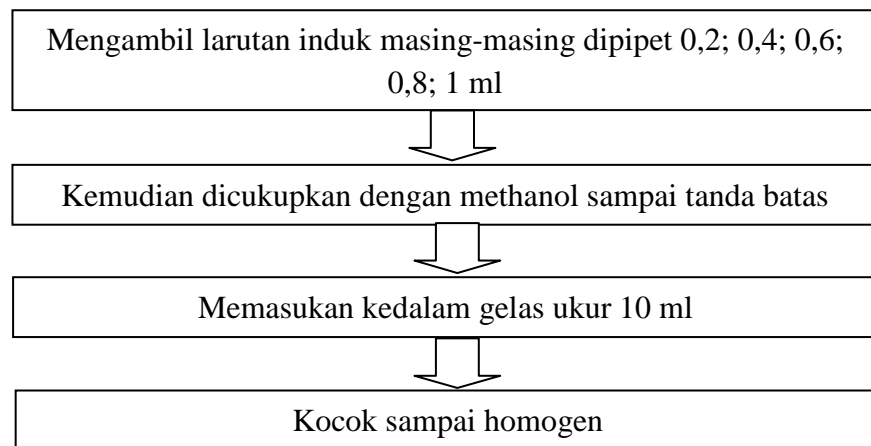 Mengambil larutan induk masing-masing dipipet 0,2; 0,4; 0,6;
0,8; 1 ml
Kemudian dicukupkan dengan methanol sampai tanda batas
Memasukan kedalam gelas ukur 10 ml
Kocok sampai homogen